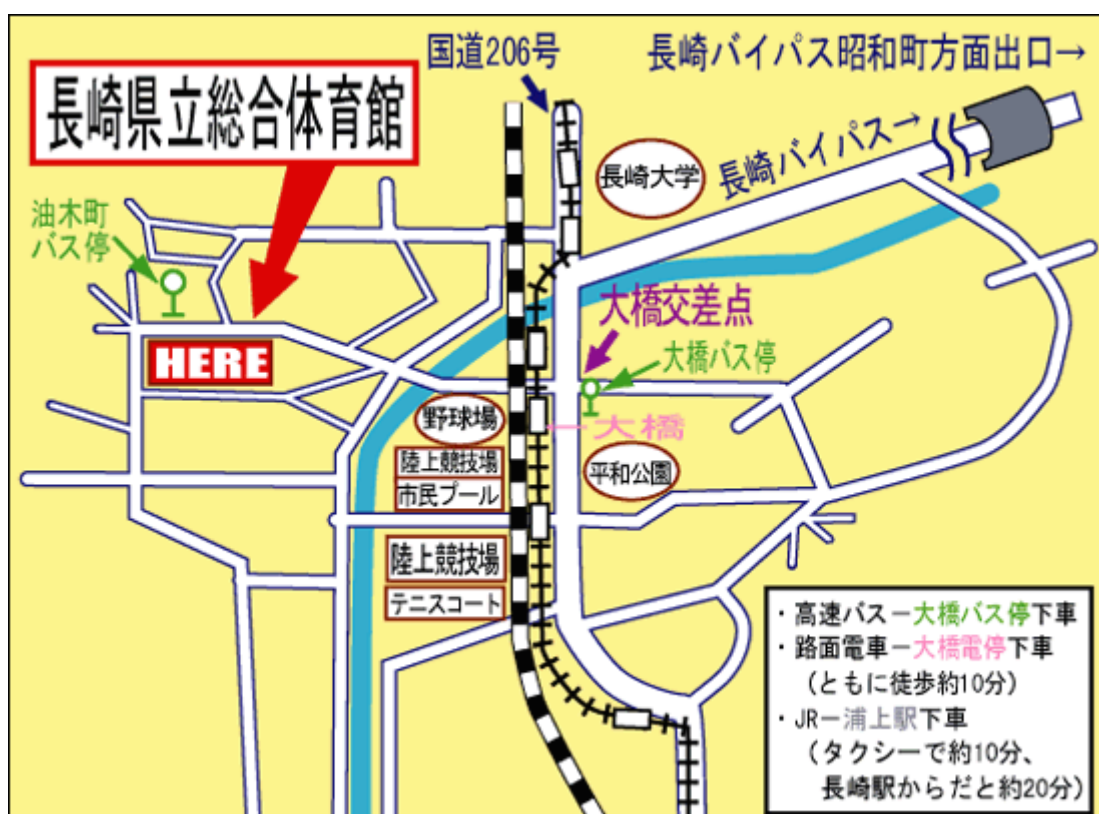 国道206号
長崎バイパス昭和町方面出口→
長崎県立総合体育館
長崎バイパス→
長崎大学
油木町
バス停
大橋交差点
大橋バス停
HERE
野球場
大橋
陸上競技場
市民プール
平和公園
陸上競技場
テニスコート
・高速バス－大橋バス停下車
・路面電車－大橋電停下車
（ともに徒歩約10分）
・JR－浦上駅下車
（タクシーで約10分、
長崎駅からだと約20分）